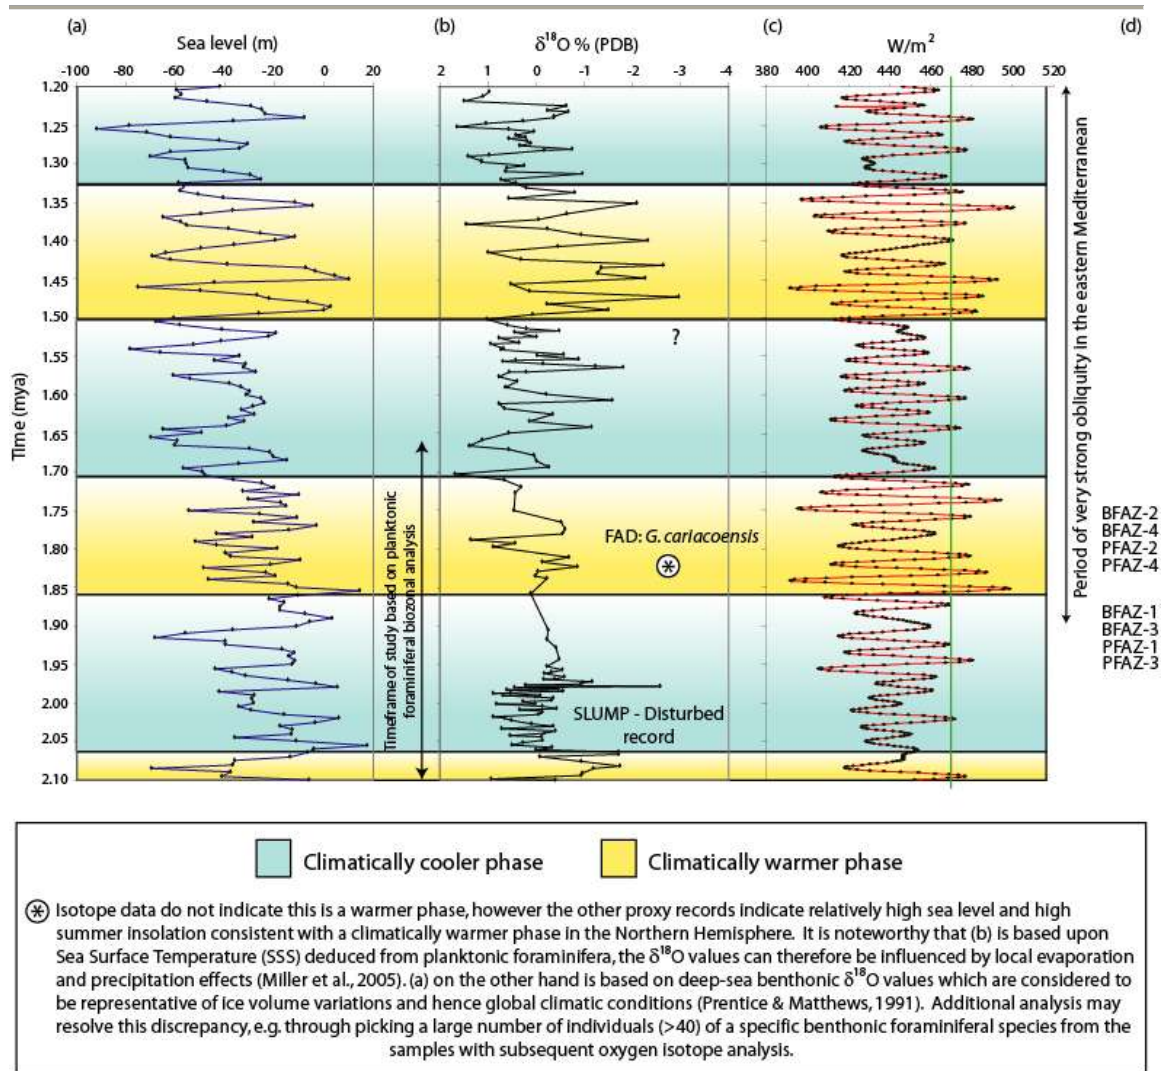 (a) (b) (c) (d)
Sea level (m) δ¹⁸O % (PDB) W/m²
-100 -80 -60 -40 -20 0 20 2 1 0 -1 -2 -3 -4 380 400 420 440 460 480 500 520
Time (mya)
1.20
1.25
1.30
1.35
1.40
1.45
1.50
1.55
1.60
1.65
1.70
1.75
1.80
1.85
1.90
1.95
2.00
2.05
2.10
Timeframe of study based on planktonic
foraminiferal biozonal analysis
?
FAD: G. cariacoensis
SLUMP - Disturbed
record
Period of very strong obliquity in the eastern Mediterranean
BFAZ-2
BFAZ-4
PFAZ-2
PFAZ-4
BFAZ-1
BFAZ-3
PFAZ-1
PFAZ-3
Climatically cooler phase Climatically warmer phase
Isotope data do not indicate this is a warmer phase, however the other proxy records indicate relatively high sea level and high
summer insolation consistent with a climatically warmer phase in the Northern Hemisphere. It is noteworthy that (b) is based upon
Sea Surface Temperature (SSS) deduced from planktonic foraminifera, the δ¹⁸O values can therefore be influenced by local evaporation
and precipitation effects (Miller et al., 2005). (a) on the other hand is based on deep-sea benthonic δ¹⁸O values which are considered to
be representative of ice volume variations and hence global climatic conditions (Prentice & Matthews, 1991). Additional analysis may
resolve this discrepancy, e.g. through picking a large number of individuals (>40) of a specific benthonic foraminiferal species from the
samples with subsequent oxygen isotope analysis.